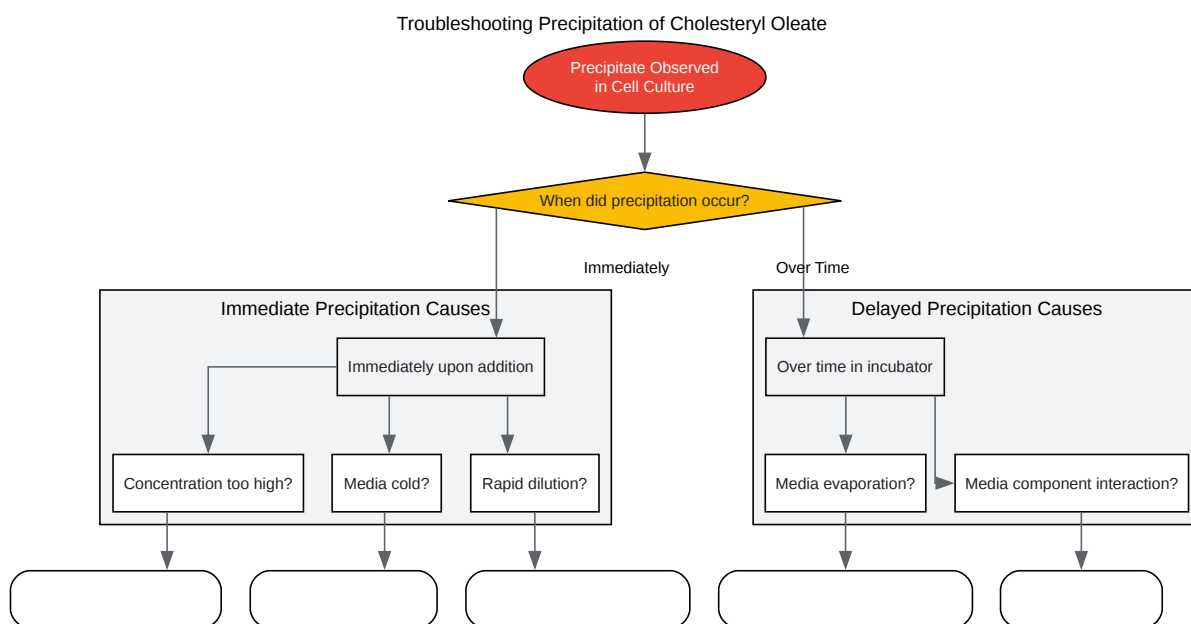 Troubleshooting Precipitation of Cholesteryl Oleate
Precipitate Observed
in Cell Culture
When did precipitation occur?
Immediately
Over Time
Immediate Precipitation Causes
Delayed Precipitation Causes
Immediately upon addition
Over time in incubator
Concentration too high?
Media cold?
Rapid dilution?
Media evaporation?
Media component interaction?